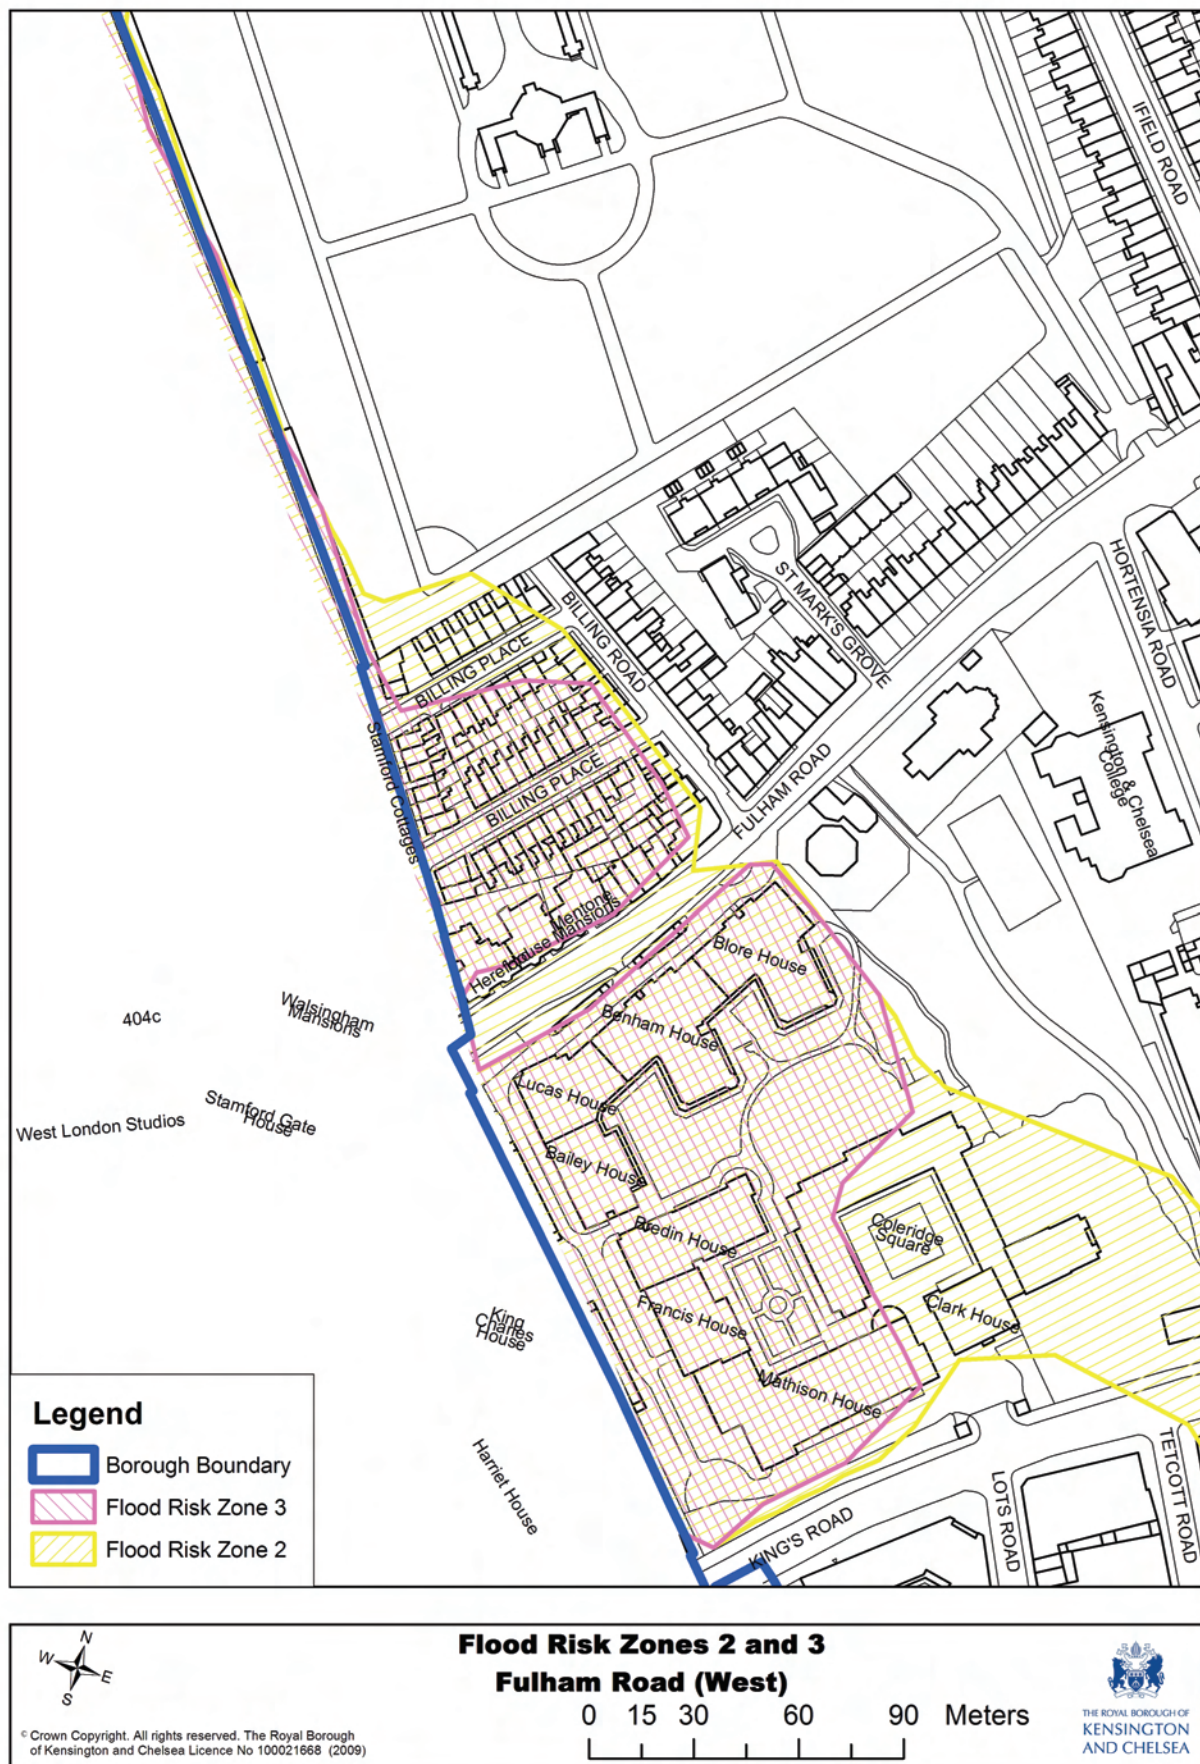 IFIELD ROAD
HORTENSIA ROAD
ST MARK'S GROVE
BILLING ROAD
BILLING PLACE
Kensington & Chelsea
College
Stamford Cottages
FULHAM ROAD
BILLING PLACE
Mentone
Mansions
House
Blore House
404c
Walsingham
Mansions
Benham House
Lucas House
Stamford Gate
House
West London Studios
Bailey House
Bredin House
Coleridge
Square
King
Charles
House
Francis House
Clark House
Mathison House
Harriet House
KING'S ROAD
LOTS ROAD
TETCOTT ROAD
Legend
Borough Boundary
Flood Risk Zone 3
Flood Risk Zone 2
N
W
E
S
Flood Risk Zones 2 and 3
Fulham Road (West)
0 15 30 60 90 Meters
© Crown Copyright. All rights reserved. The Royal Borough
of Kensington and Chelsea Licence No 100021668 (2009)
THE ROYAL BOROUGH OF
KENSINGTON
AND CHELSEA